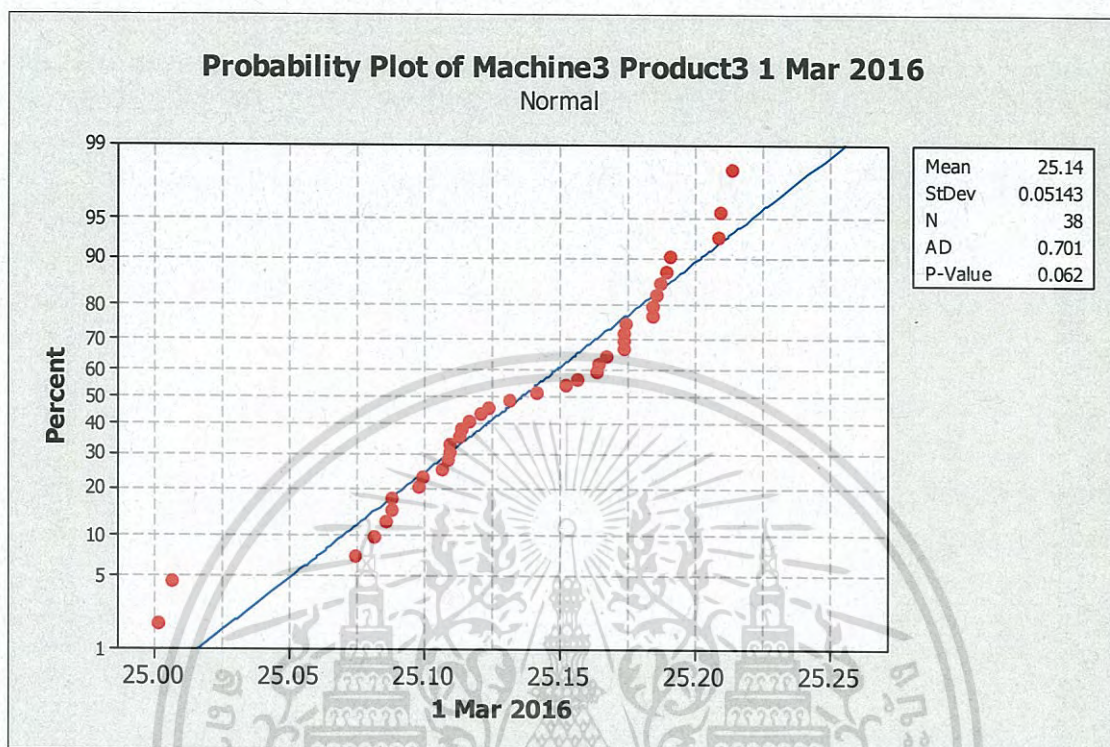 Probability Plot of Machine3 Product3 1 Mar 2016
Normal
99
95
90
80
70
60
50
40
30
20
10
5
1
Percent
25.00 25.05 25.10 25.15 25.20 25.25
1 Mar 2016
Mean 25.14
StDev 0.05143
N 38
AD 0.701
P-Value 0.062